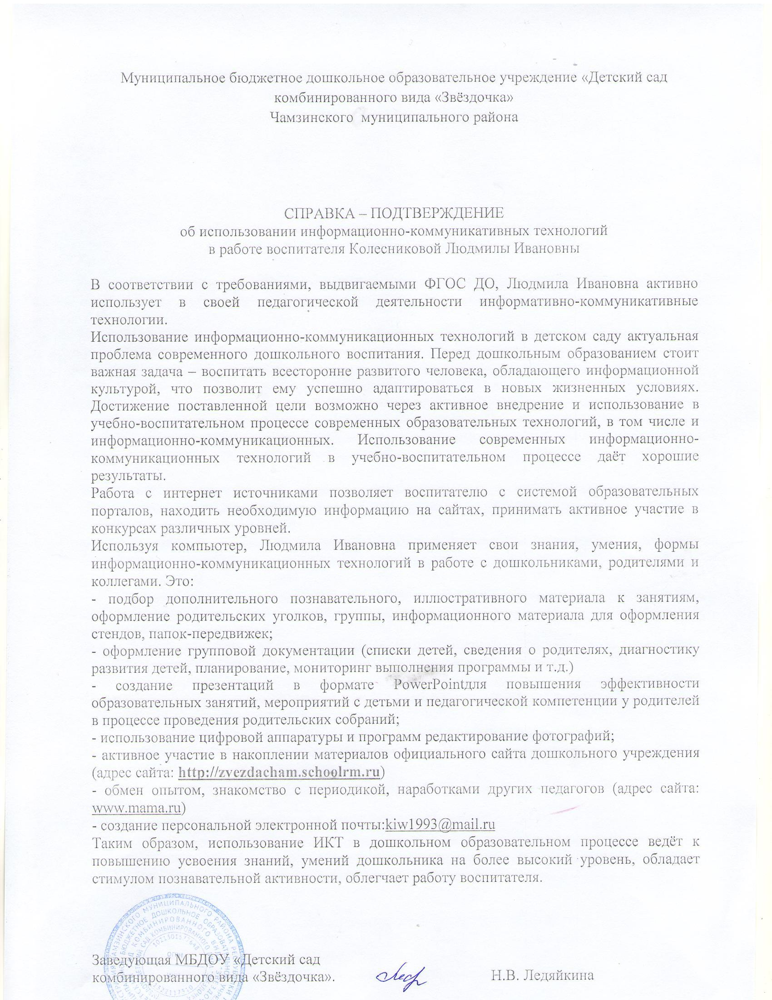 Муниципальное бюджетное дошкольное образовательное учреждение «Детский сад
комбинированного вида «Звёздочка»
Чамзинского муниципального района
СПРАВКА – ПОДТВЕРЖДЕНИЕ
об использовании информационно-коммуникативных технологий
в работе воспитателя Колесниковой Людмилы Ивановны
В соответствии с требованиями, выдвигаемыми ФГОС ДО, Людмила Ивановна активно
использует в своей педагогической деятельности информативно-коммуникативные
технологии.
Использование информационно-коммуникационных технологий в детском саду актуальная
проблема современного дошкольного воспитания. Перед дошкольным образованием стоит
важная задача – воспитать всесторонне развитого человека, обладающего информационной
культурой, что позволит ему успешно адаптироваться в новых жизненных условиях.
Достижение поставленной цели возможно через активное внедрение и использование в
учебно-воспитательном процессе современных образовательных технологий, в том числе и
информационно-коммуникационных. Использование современных информационно-
коммуникационных технологий в учебно-воспитательном процессе даёт хорошие
результаты.
Работа с интернет источниками позволяет воспитателю с системой образовательных
порталов, находить необходимую информацию на сайтах, принимать активное участие в
конкурсах различных уровней.
Используя компьютер, Людмила Ивановна применяет свои знания, умения, формы
информационно-коммуникационных технологий в работе с дошкольниками, родителями и
коллегами. Это:
- подбор дополнительного познавательного, иллюстративного материала к занятиям,
оформление родительских уголков, группы, информационного материала для оформления
стендов, папок-передвижек;
- оформление групповой документации (списки детей, сведения о родителях, диагностику
развития детей, планирование, мониторинг выполнения программы и т.д.)
- создание презентаций в формате PowerPointдля повышения эффективности
образовательных занятий, мероприятий с детьми и педагогической компетенции у родителей
в процессе проведения родительских собраний;
- использование цифровой аппаратуры и программ редактирование фотографий;
- активное участие в накоплении материалов официального сайта дошкольного учреждения
(адрес сайта: http://zvezdacham.schoolrm.ru)
- обмен опытом, знакомство с периодикой, наработками других педагогов (адрес сайта:
www.mama.ru)
- создание персональной электронной почты:kiw1993@mail.ru
Таким образом, использование ИКТ в дошкольном образовательном процессе ведёт к
повышению усвоения знаний, умений дошкольника на более высокий уровень, обладает
стимулом познавательной активности, облегчает работу воспитателя.
Заведующая МБДОУ «Детский сад
комбинированного вида «Звёздочка». Н.В. Ледяйкина